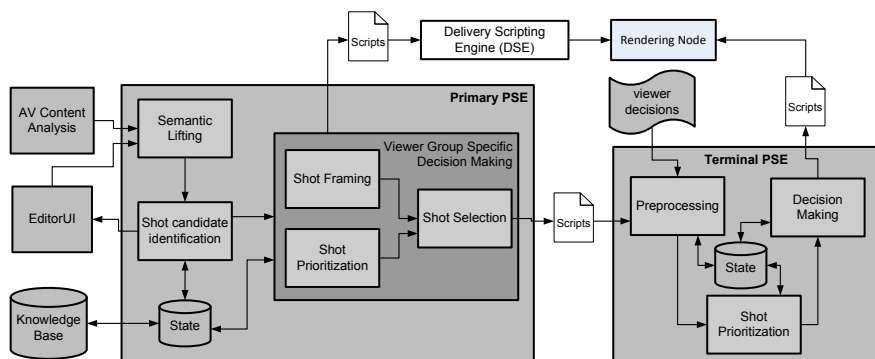 Scripts
Delivery Scripting
Engine (DSE)
Rendering Node
Primary PSE
AV Content
Analysis
Semantic
Lifting
viewer
decisions
Scripts
Viewer Group Specific
Decision Making
Terminal PSE
Shot Framing
EditorUI
Shot candidate
identification
Shot Selection
Scripts
Preprocessing
Decision
Making
Shot
Prioritization
State
Knowledge
Base
State
Shot
Prioritization